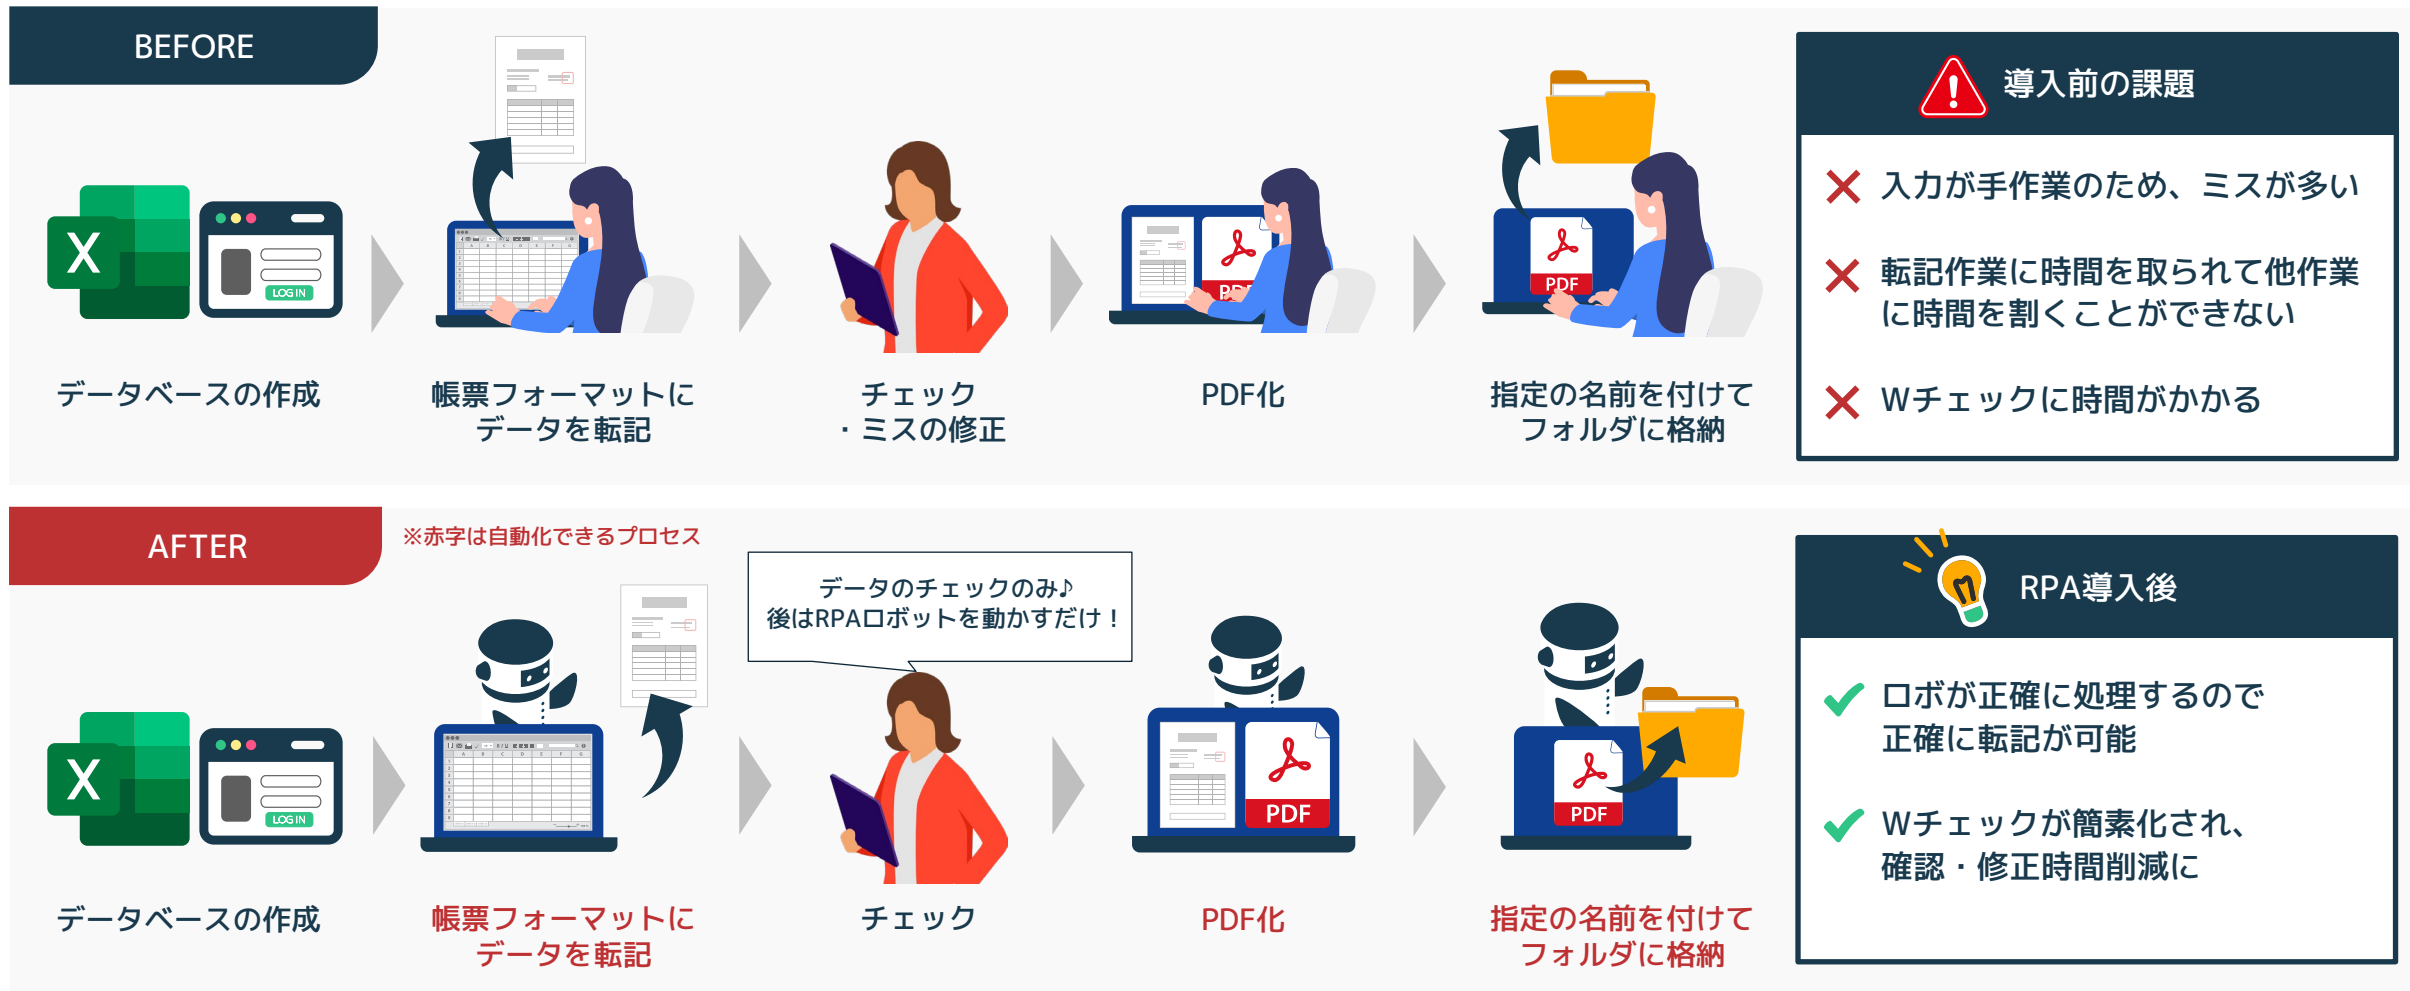 BEFORE
X
LOG IN
データベースの作成
帳票フォーマットに
データを転記
チェック
・ミスの修正
PDF
PDF化
PDF
指定の名前を付けて
フォルダに格納
導入前の課題
入力が手作業のため、ミスが多い
転記作業に時間を取られて他作業
に時間を割くことができない
Wチェックに時間がかかる
AFTER
※赤字は自動化できるプロセス
X
LOG IN
データベースの作成
帳票フォーマットに
データを転記
データのチェックのみ♪
後はRPAロボットを動かすだけ！
チェック
PDF
PDF化
PDF
指定の名前を付けて
フォルダに格納
RPA導入後
ロボが正確に処理するので
正確に転記が可能
Wチェックが簡素化され、
確認・修正時間削減に